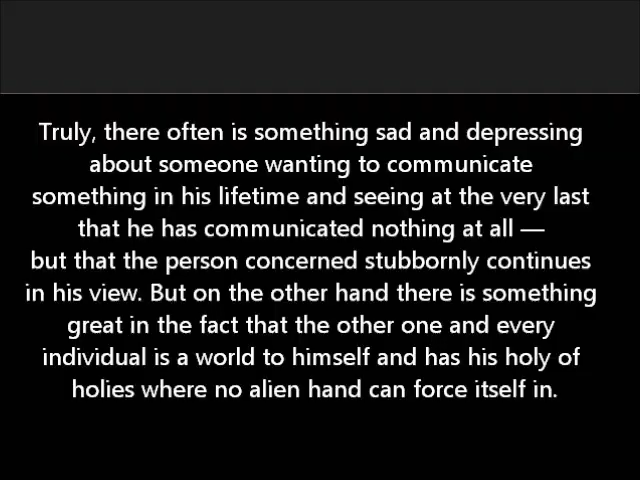 Truly, there often is something sad and depressing
about someone wanting to communicate
something in his lifetime and seeing at the very last
that he has communicated nothing at all —
but that the person concerned stubbornly continues
in his view. But on the other hand there is something
great in the fact that the other one and every
individual is a world to himself and has his holy of
holies where no alien hand can force itself in.